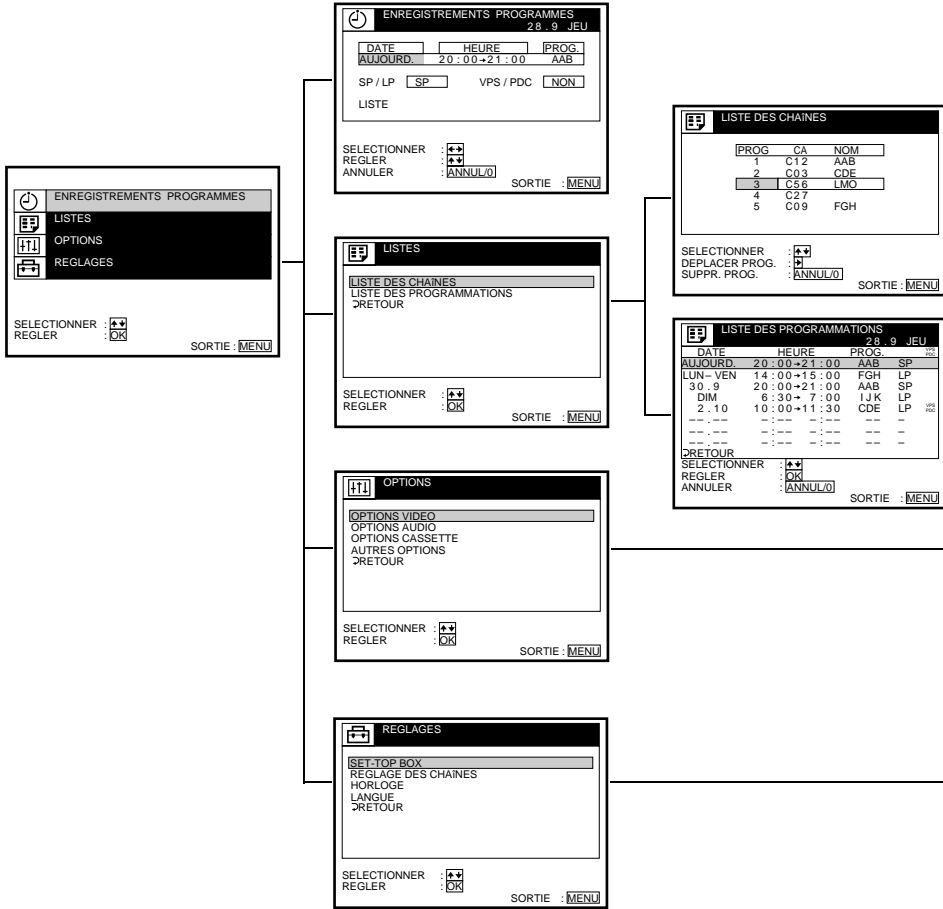 ENREGISTREMENTS PROGRAMMES
LISTES
OPTIONS
REGLAGES
SELECTIONNER :
REGLER : OK
SORTIE : MENU
ENREGISTREMENTS PROGRAMMES
28.9 JEU
DATE HEURE PROG.
AUJOURD. 20:00→21:00 AAB
SP/LP SP VPS/PDC NON
LISTE
SELECTIONNER : ↔
REGLER :
ANNULER : ANNUL/0
SORTIE : MENU
LISTES
LISTE DES CHAîNES
LISTE DES PROGRAMMATIONS
RETOUR
SELECTIONNER :
REGLER : OK
SORTIE : MENU
OPTIONS
OPTIONS VIDEO
OPTIONS AUDIO
OPTIONS CASSETTE
AUTRES OPTIONS
RETOUR
SELECTIONNER :
REGLER : OK
SORTIE : MENU
REGLAGES
SET-TOP BOX
REGLAGE DES CHAîNES
HORLOGE
LANGUE
RETOUR
SELECTIONNER :
REGLER : OK
SORTIE : MENU
LISTE DES CHAîNES
PROG CA NOM
1 C12 AAB
2 C03 CDE
3 C56 LMO
4 C27
5 C09 FGH
SELECTIONNER :
DEPLACER PROG. :
SUPPR. PROG. : ANNUL/0
SORTIE : MENU
LISTE DES PROGRAMMATIONS
28.9 JEU
DATE HEURE PROG. VPS PDC
AUJOURD. 20:00→21:00 AAB SP
LUN–VEN 14:00→15:00 FGH LP
30.9 20:00→21:00 AAB SP
DIM 6:30→ 7:00 IJK LP
2.10 10:00→11:30 CDE LP VPS PDC
––.–– –:–– –:–– –– –
––.–– –:–– –:–– –– –
––.–– –:–– –:–– –– –
RETOUR
SELECTIONNER :
REGLER : OK
ANNULER : ANNUL/0
SORTIE : MENU